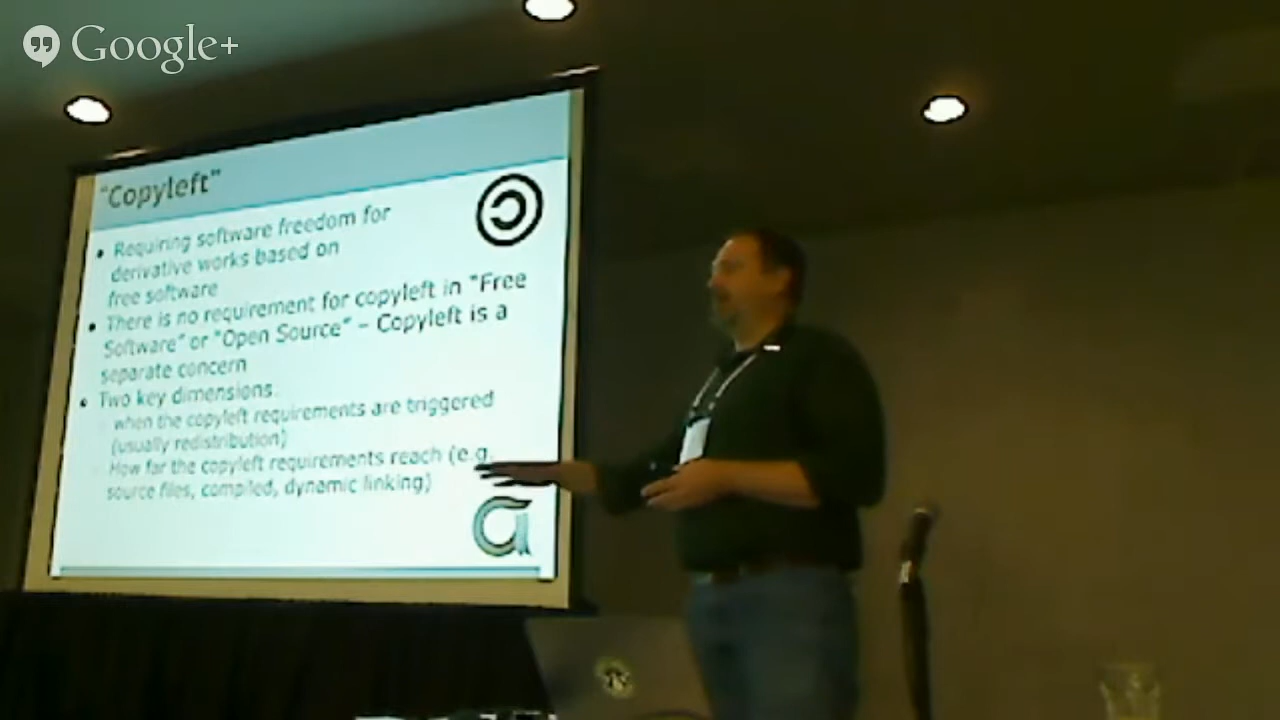 Google+
"Copyleft"
• Requiring software freedom for
derivative works based on
free software
• There is no requirement for copyleft in "Free
Software" or "Open Source" – Copyleft is a
separate concern
• Two key dimensions
when the copyleft requirements are triggered
(usually redistribution)
How far the copyleft requirements reach (e.g.
source files, compiled, dynamic linking)